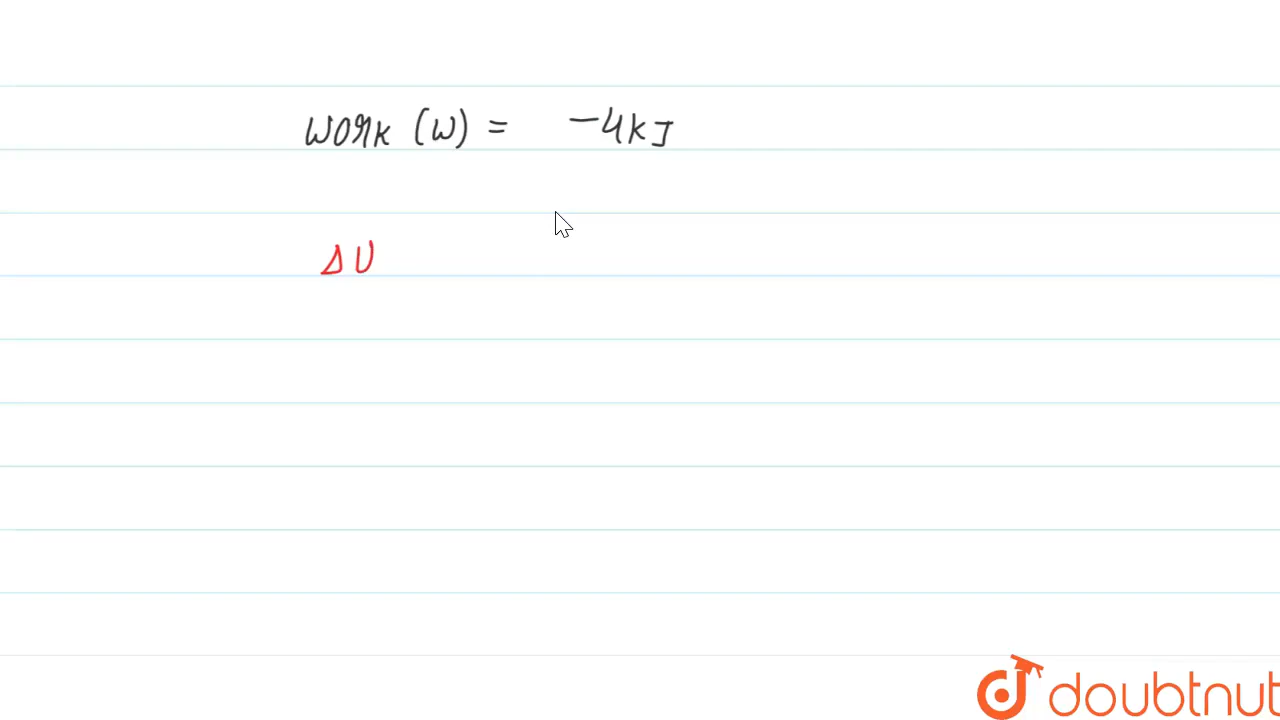 Work (W) = -4kJ
ΔU
doubtnut